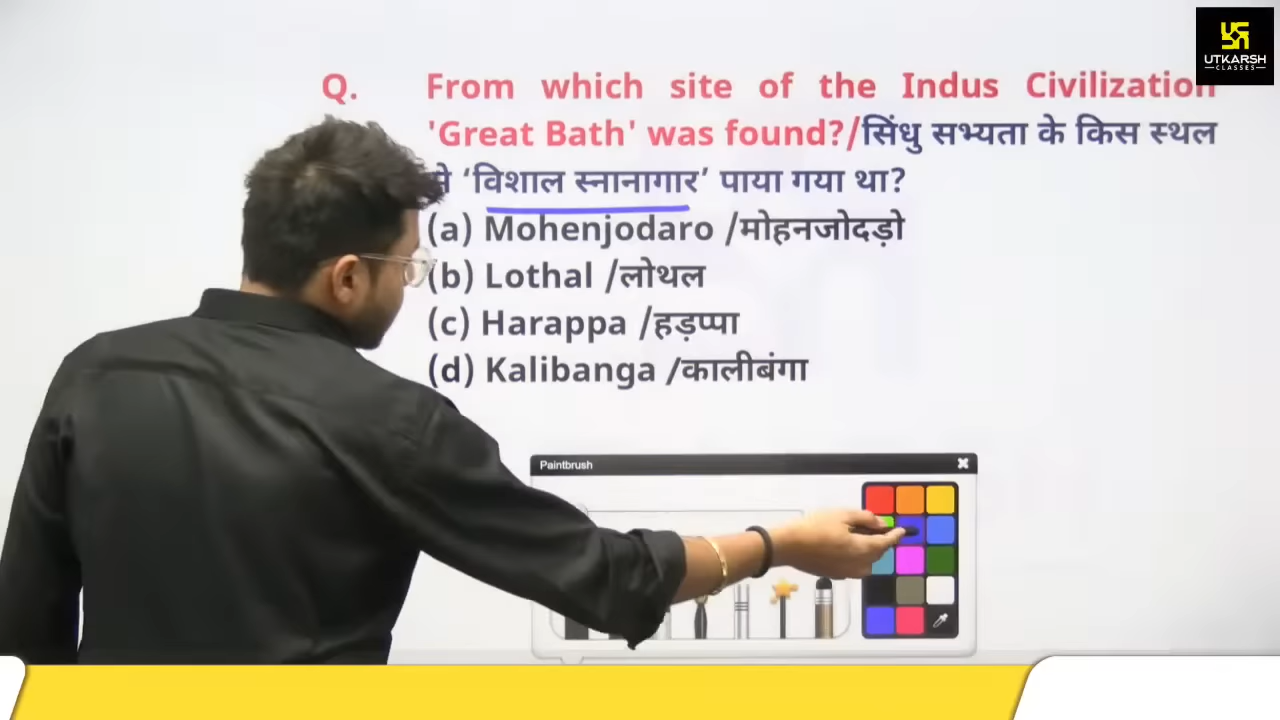 UTKARSH
CLASSES
Q. From which site of the Indus Civilization
'Great Bath' was found?/सिंधु सभ्यता के किस स्थल
‘विशाल स्नानागार’ पाया गया था?
(a) Mohenjodaro /मोहनजोदड़ो
(b) Lothal /लोथल
(c) Harappa /हड़प्पा
(d) Kalibanga /कालीबंगा
Paintbrush